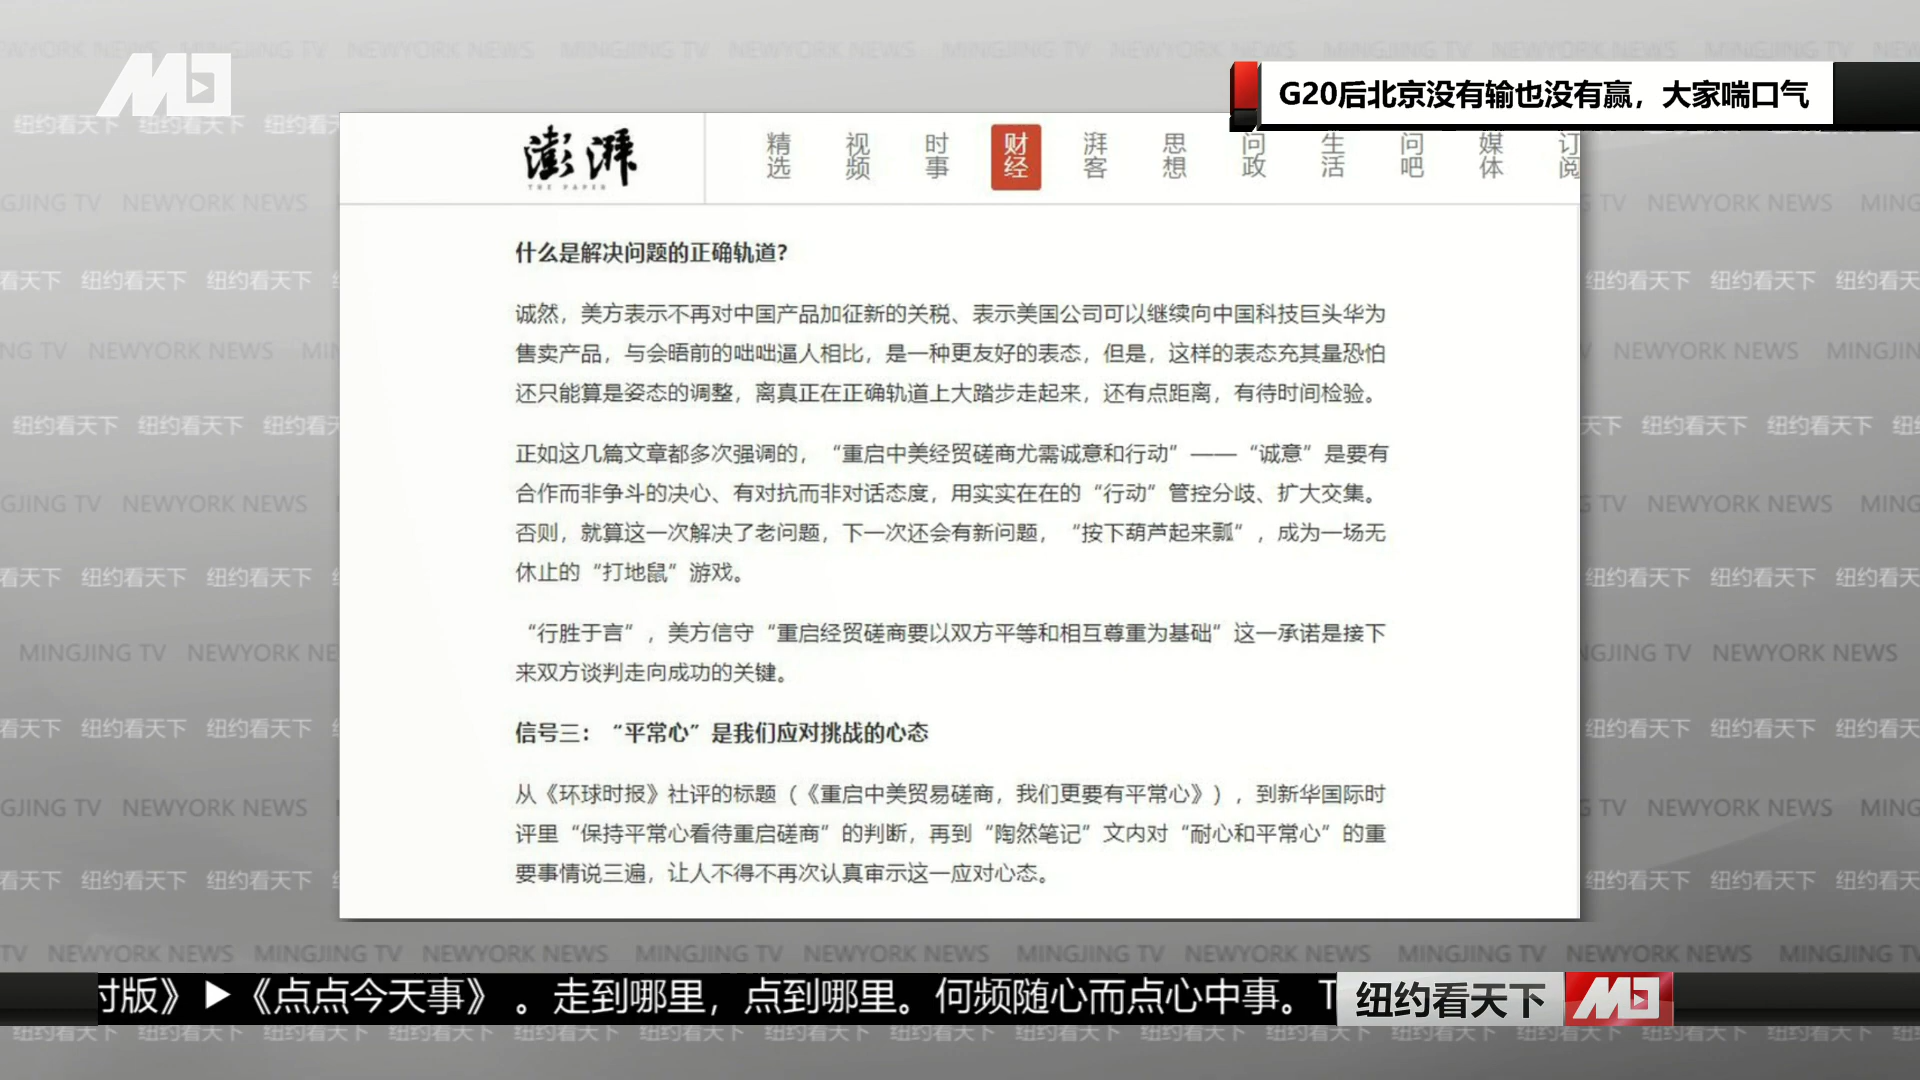 G20后北京没有输也没有赢，大家喘口气
澎湃
THE PAPER
精选 视频 时事 财经 湃客 思想 问政 生活 问吧 媒体 订阅
什么是解决问题的正确轨道？
诚然，美方表示不再对中国产品加征新的关税、表示美国公司可以继续向中国科技巨头华为
售卖产品，与会晤前的咄咄逼人相比，是一种更友好的表态，但是，这样的表态充其量恐怕
还只能算是姿态的调整，离真正在正确轨道上大踏步走起来，还有点距离，有待时间检验。
正如这几篇文章都多次强调的，“重启中美经贸磋商尤需诚意和行动”——“诚意”是要有
合作而非争斗的决心、有对抗而非对话态度，用实实在在的“行动”管控分歧、扩大交集。
否则，就算这一次解决了老问题，下一次还会有新问题，“按下葫芦起来瓢”，成为一场无
休止的“打地鼠”游戏。
“行胜于言”，美方信守“重启经贸磋商要以双方平等和相互尊重为基础”这一承诺是接下
来双方谈判走向成功的关键。
信号三：“平常心”是我们应对挑战的心态
从《环球时报》社评的标题（《重启中美贸易磋商，我们更要有平常心》），到新华国际时
评里“保持平常心看待重启磋商”的判断，再到“陶然笔记”文内对“耐心和平常心”的重
要事情说三遍，让人不得不再次认真审示这一应对心态。
时版》▶《点点今天事》 。走到哪里，点到哪里。何频随心而点心中事。T
纽约看天下
MINGJING TV NEWYORK NEWS
纽约看天下 纽约看天下